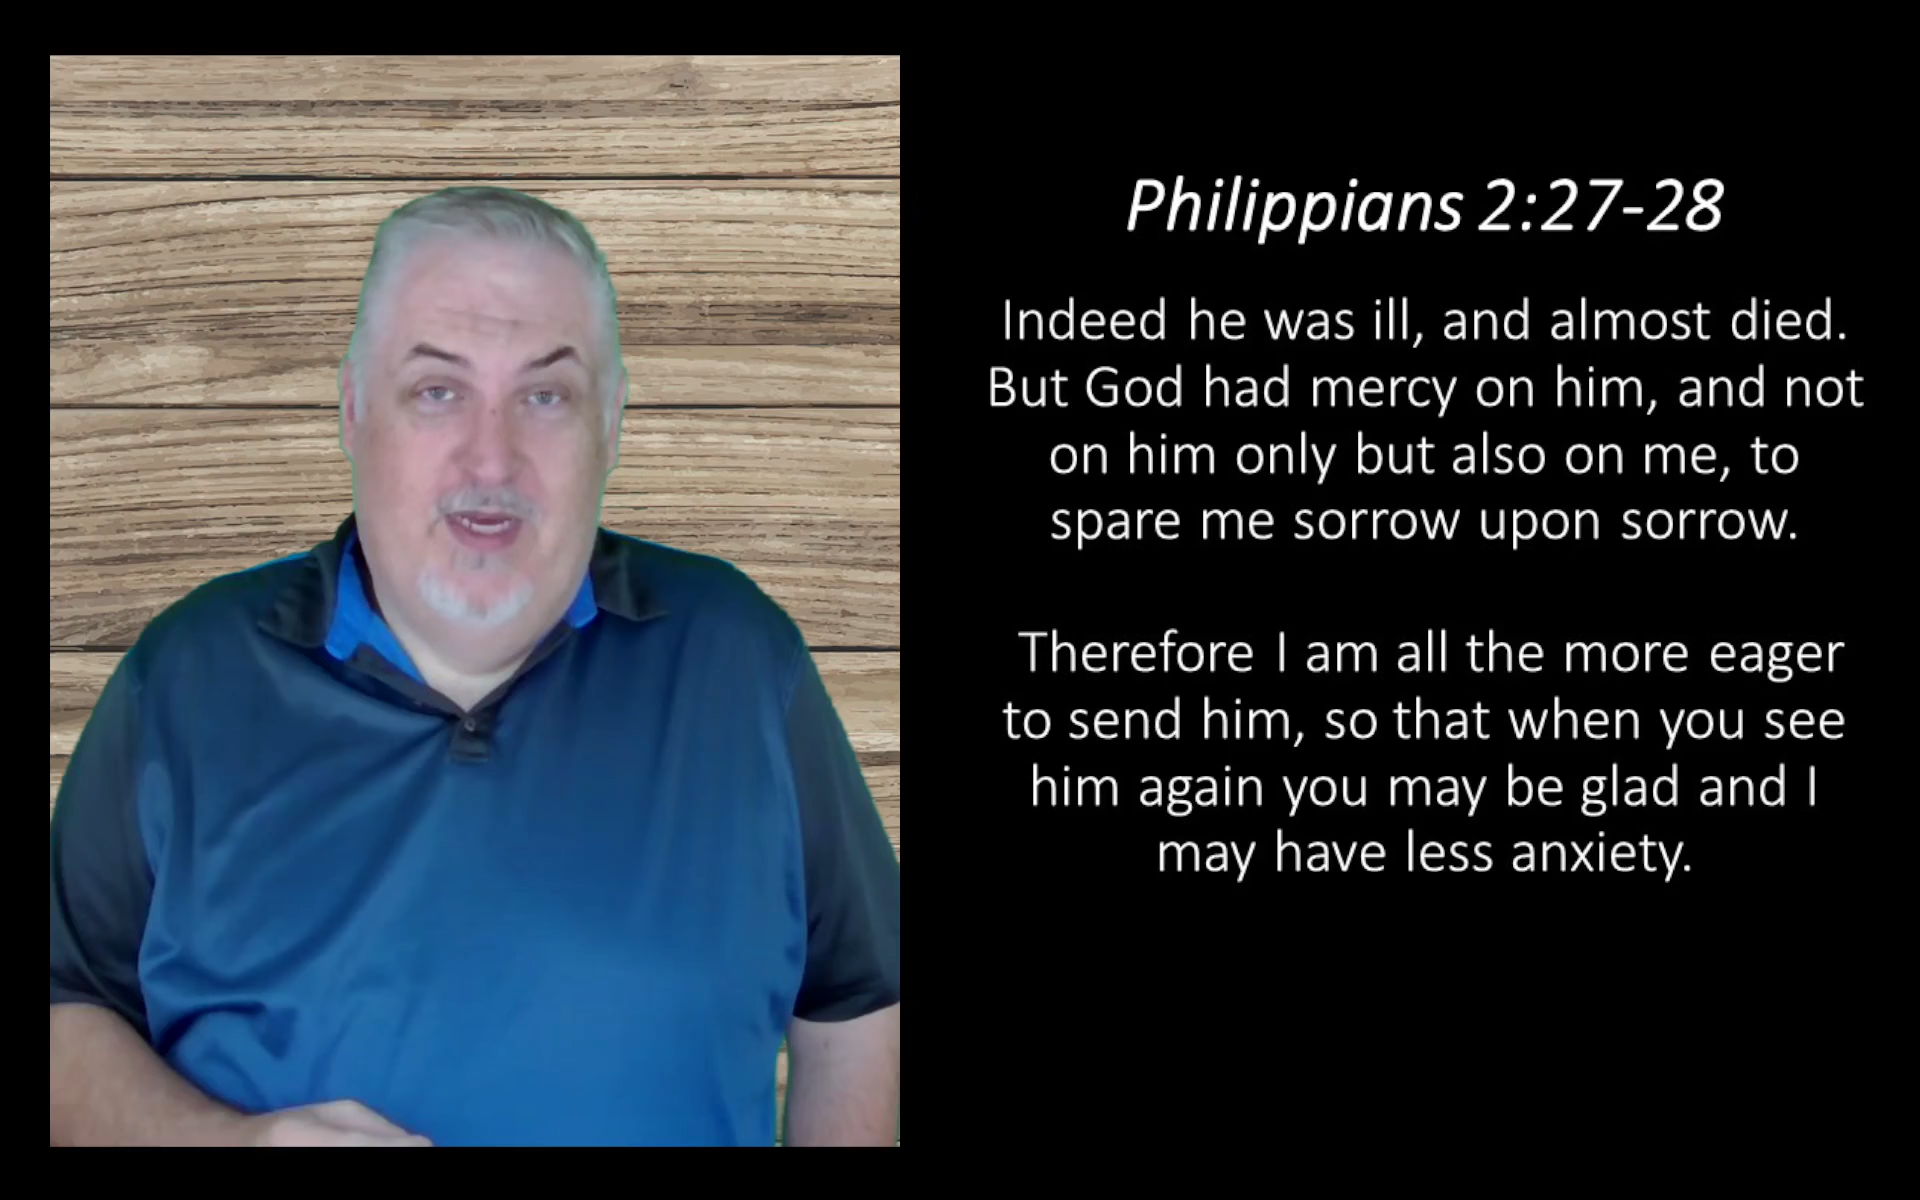 Philippians 2:27-28
Indeed he was ill, and almost died.
But God had mercy on him, and not
on him only but also on me, to
spare me sorrow upon sorrow.
Therefore I am all the more eager
to send him, so that when you see
him again you may be glad and I
may have less anxiety.